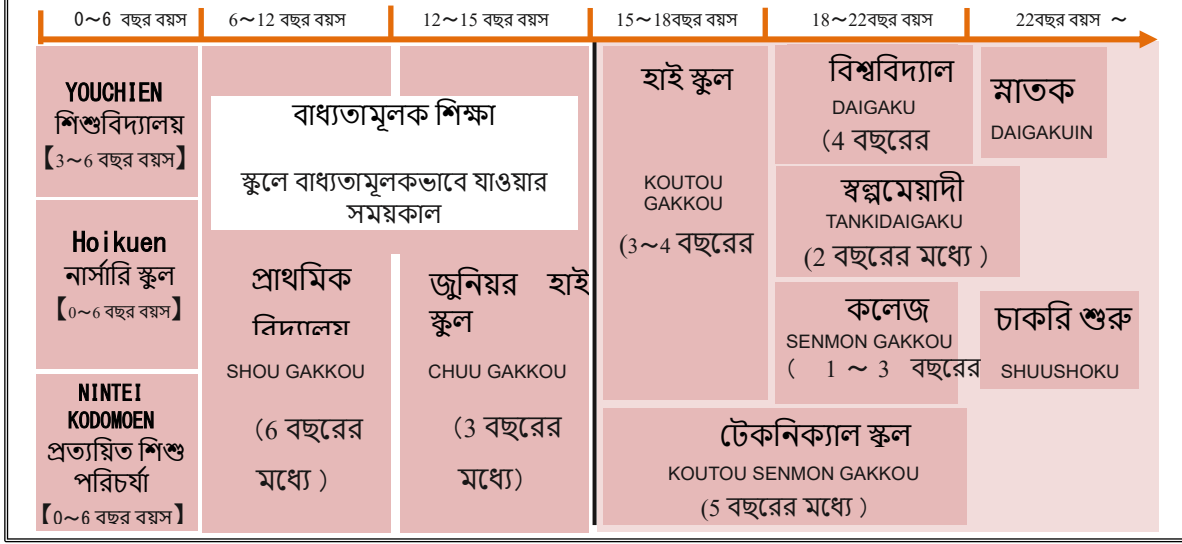 0～6 বছর বয়স
6～12 বছর বয়স
12～15 বছর বয়স
15～18বছর বয়স
18～22বছর বয়স
22বছর বয়স ～
YOUCHIEN
শিশুবিদ্যালয়
【3～6 বছর বয়স】
Hoikuen
নার্সারি স্কুল
【0～6 বছর বয়স】
NINTEI
KODOMOEN
প্রত্যয়িত শিশু
পরিচর্যা
【0～6 বছর বয়স】
বাধ্যতামূলক শিক্ষা
স্কুলে বাধ্যতামূলকভাবে যাওয়ার
সময়কাল
প্রাথমিক
বিদ্যালয়
SHOU GAKKOU
（6 বছরের
মধ্যে )
জুনিয়র হাই
স্কুল
CHUU GAKKOU
（3 বছরের
মধ্যে)
হাই স্কুল
KOUTOU
GAKKOU
(3～4 বছরের
বিশ্ববিদ্যাল
DAIGAKU
（4 বছরের
স্বল্পমেয়াদী
TANKIDAIGAKU
(2 বছরের মধ্যে )
কলেজ
SENMON GAKKOU
( 1 ～ 3 বছরের
টেকনিক্যাল স্কুল
KOUTOU SENMON GAKKOU
(5 বছরের মধ্যে )
স্নাতক
DAIGAKUIN
চাকরি শুরু
SHUUSHOKU